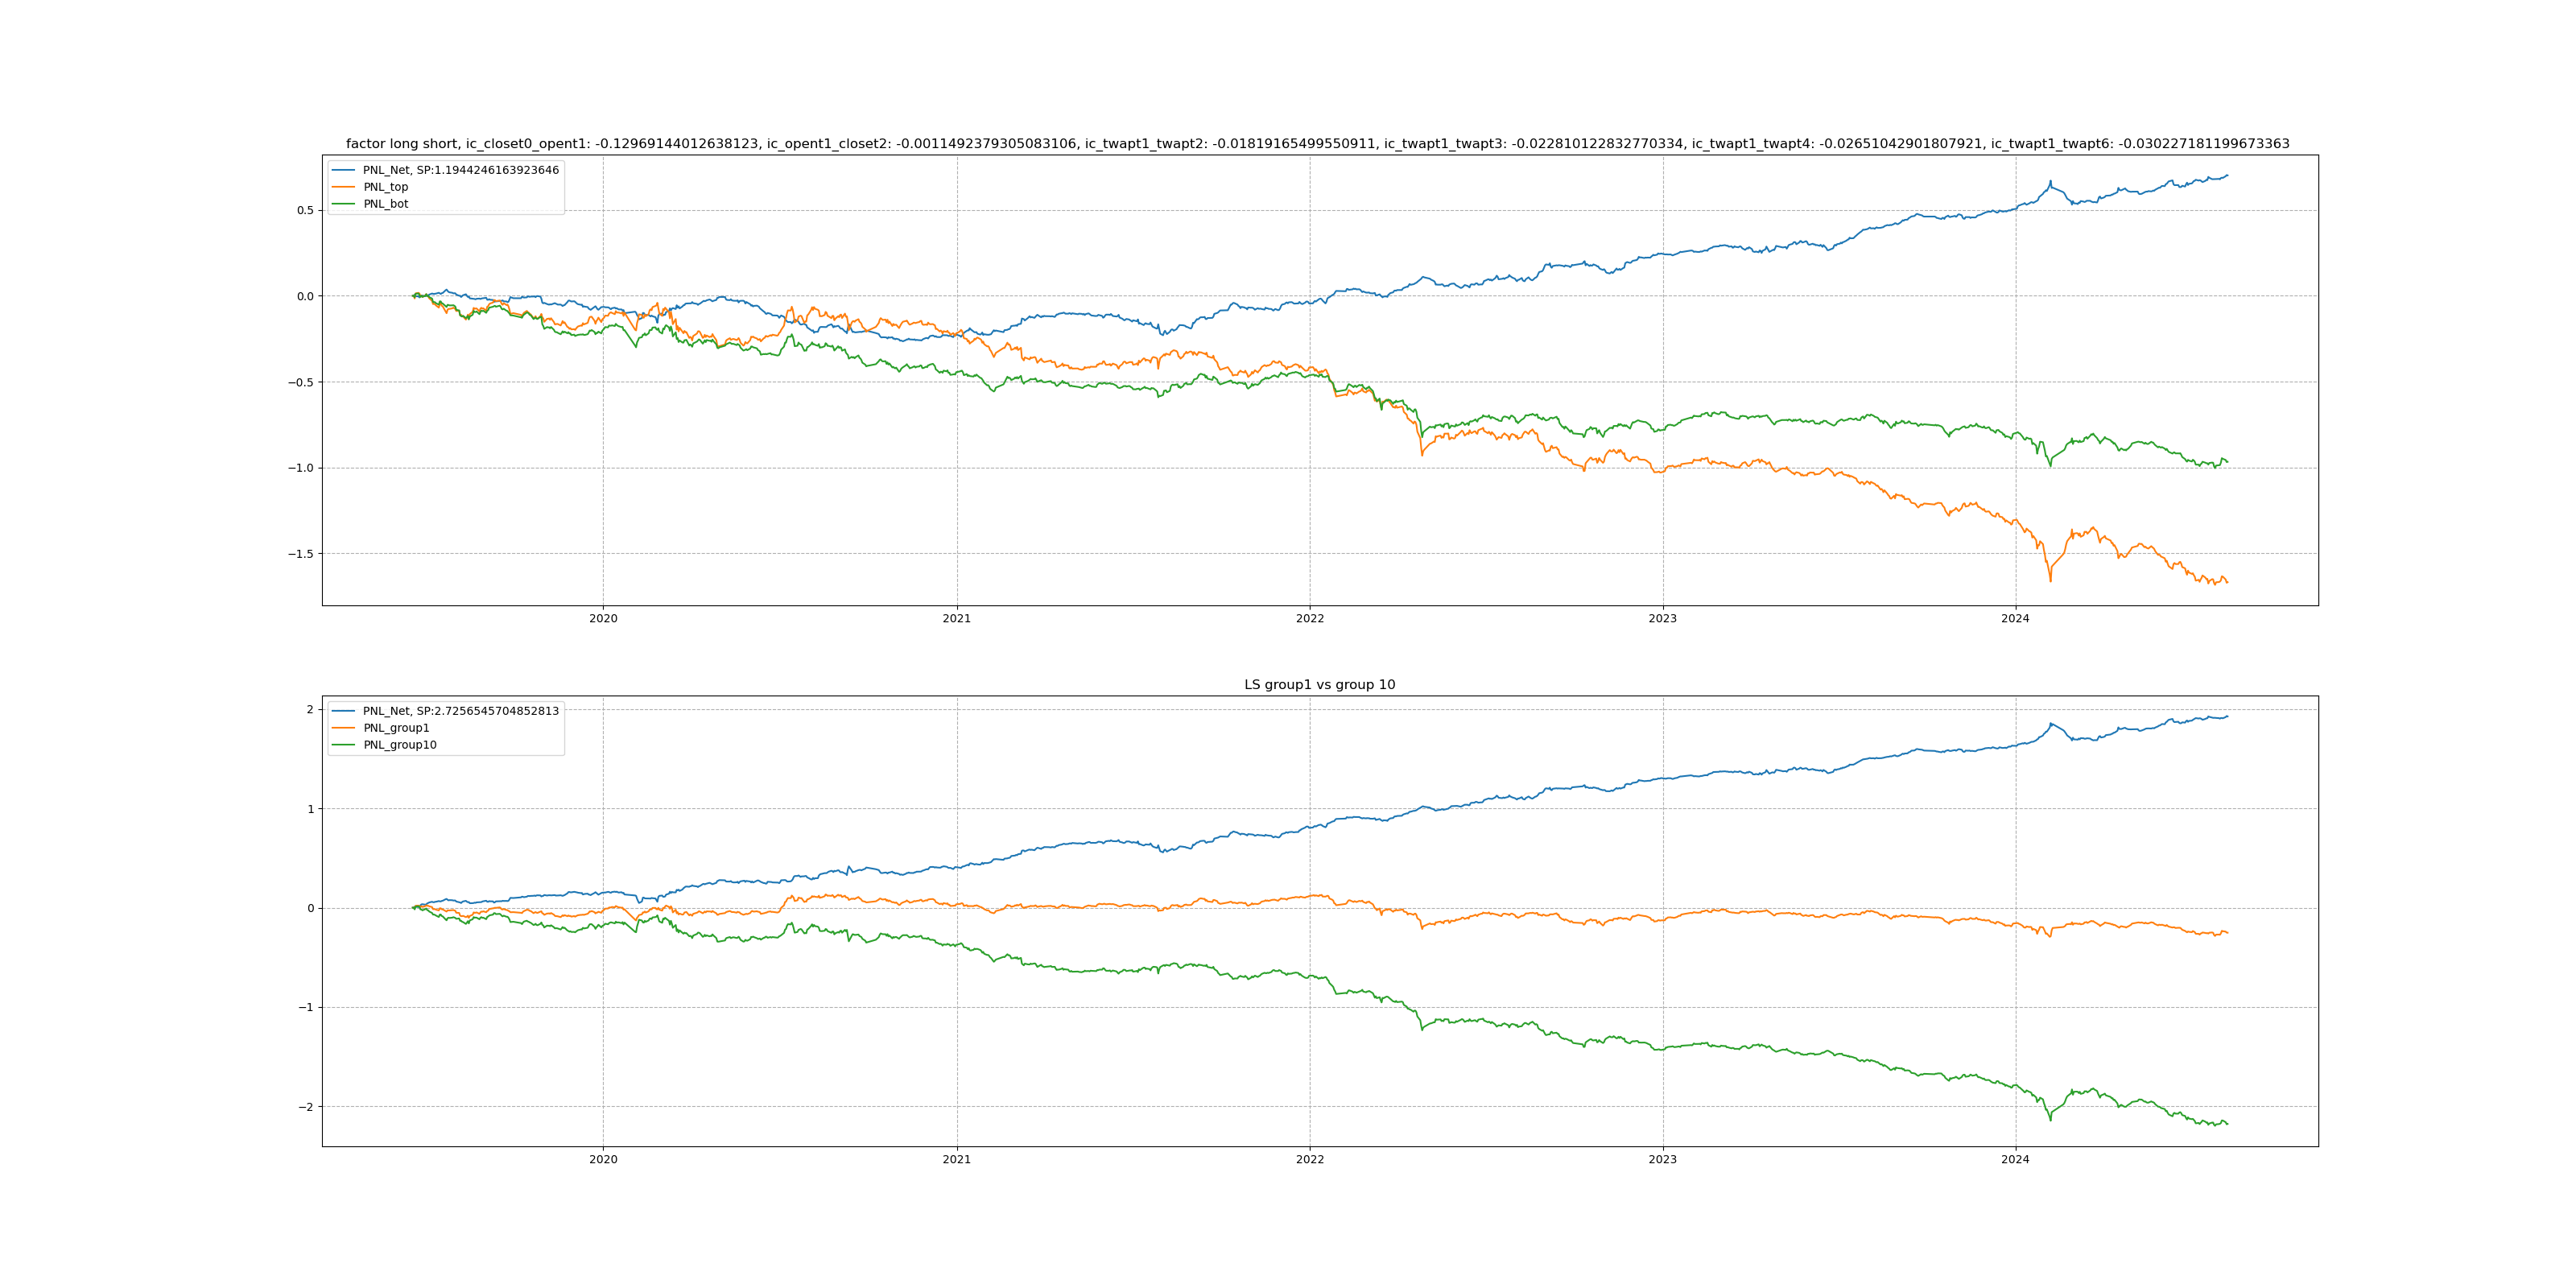 factor long short, ic_closet0_opent1: -0.12969144012638123, ic_opent1_closet2: -0.0011492379305083106, ic_twapt1_twapt2: -0.01819165499550911, ic_twapt1_twapt3: -0.022810122832770334, ic_twapt1_twapt4: -0.02651042901807921, ic_twapt1_twapt6: -0.030227181199673363
PNL_Net, SP:1.1944246163923646
PNL_top
PNL_bot
0.5
0.0
−0.5
−1.0
−1.5
2020 2021 2022 2023 2024
LS group1 vs group 10
PNL_Net, SP:2.7256545704852813
PNL_group1
PNL_group10
2
1
0
−1
−2
2020 2021 2022 2023 2024